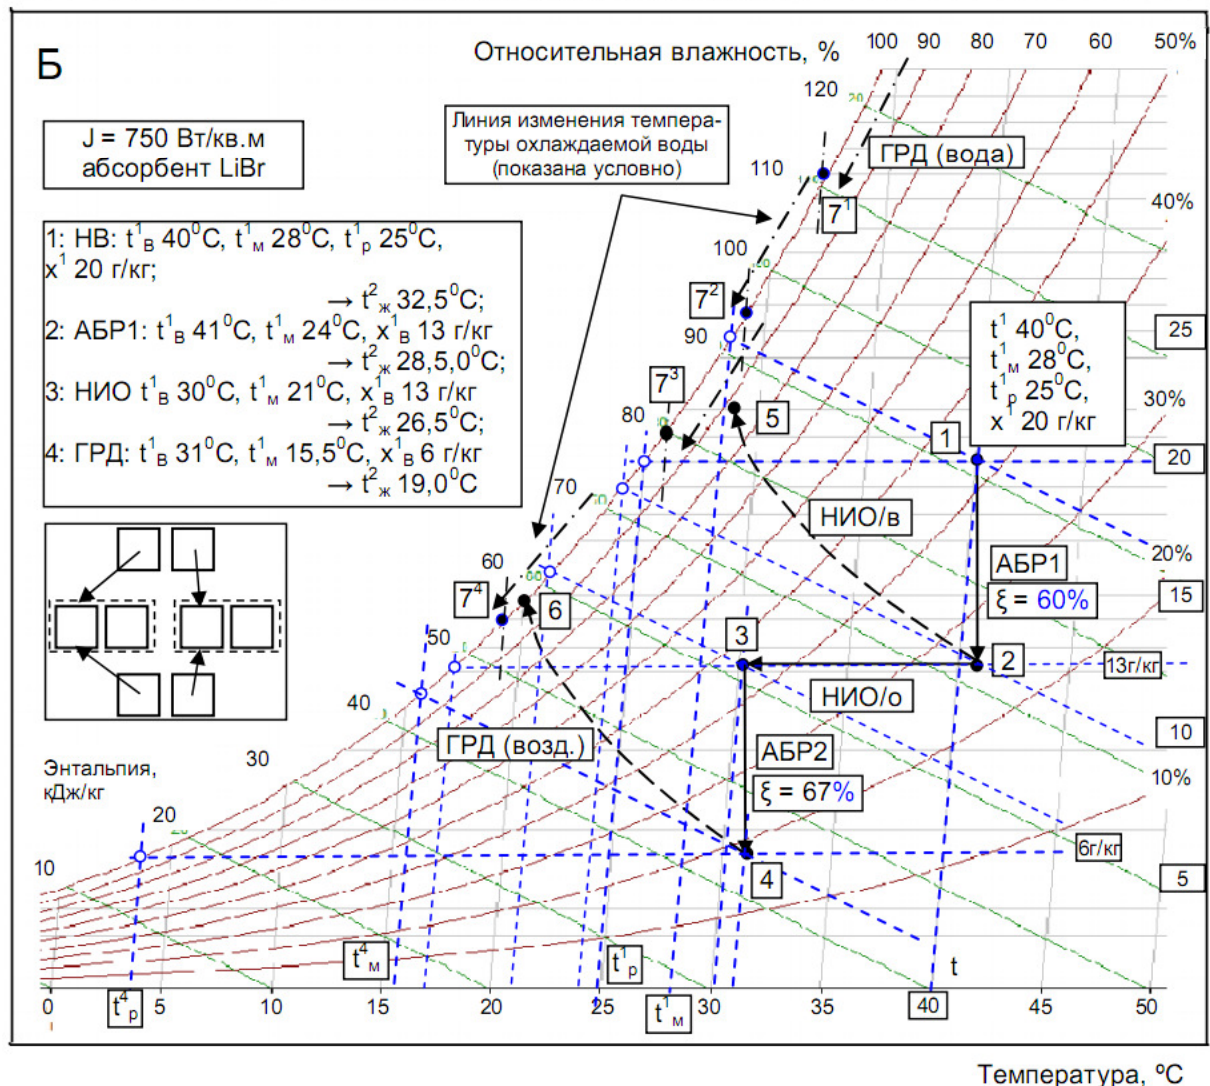 Б
Относительная влажность, %
100 90 80 70 60 50%
120
20
J = 750 Вт/кв.м
абсорбент LiBr
Линия изменения темпера-
туры охлаждаемой воды
(показана условно)
ГРД (вода)
110
7¹
40%
1: НВ: t¹В 40⁰С, t¹м 28⁰С, t¹р 25⁰С,
x¹ 20 г/кг;
→ t²ж 32,5⁰С;
2: АБР1: t¹В 41⁰С, t¹м 24⁰С, x¹В 13 г/кг
→ t²ж 28,5,0⁰С;
3: НИО t¹В 30⁰С, t¹м 21⁰С, x¹В 13 г/кг
→ t²ж 26,5⁰С;
4: ГРД: t¹В 31⁰С, t¹м 15,5⁰С, x¹В 6 г/кг
→ t²ж 19,0⁰С
100
7²
90
t¹ 40⁰С,
t¹м 28⁰С,
t¹р 25⁰С,
x¹ 20 г/кг
25
7³
30%
80
5
1
20
70
НИО/в
20%
АБР1
ξ = 60%
15
60
7⁴
6
50
3
2
13г/кг
НИО/о
40
10
ГРД (возд.)
АБР2
ξ = 67%
10%
30
Энтальпия,
кДж/кг
20
20
6г/кг
10
4
5
t⁴м
t¹р
t
0
t⁴р
5
10
15
20
25
t¹м
30
35
40
45
50
Температура, ºС